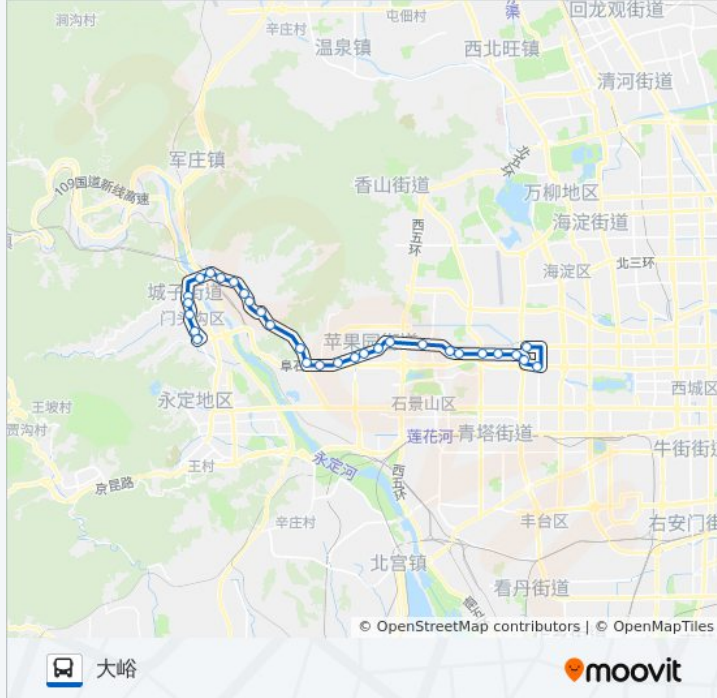 涧沟村
屯佃村
回龙观街道
辛庄村
温泉镇
西北旺镇
清河街道
军庄镇
109国道新线高速
香山街道
万柳地区
西五环
海淀街道
北三环
海淀区
城子街道
门头沟区
苹果园街道
西城区
王坡村
永定地区
石景山区
贾沟村
莲花河
青塔街道
牛街街道
王村
永定河
京昆路
西五环
辛庄村
丰台区
右安门街
北宫镇
看丹街道
© OpenStreetMap contributors | © OpenMapTiles
大峪
moovit